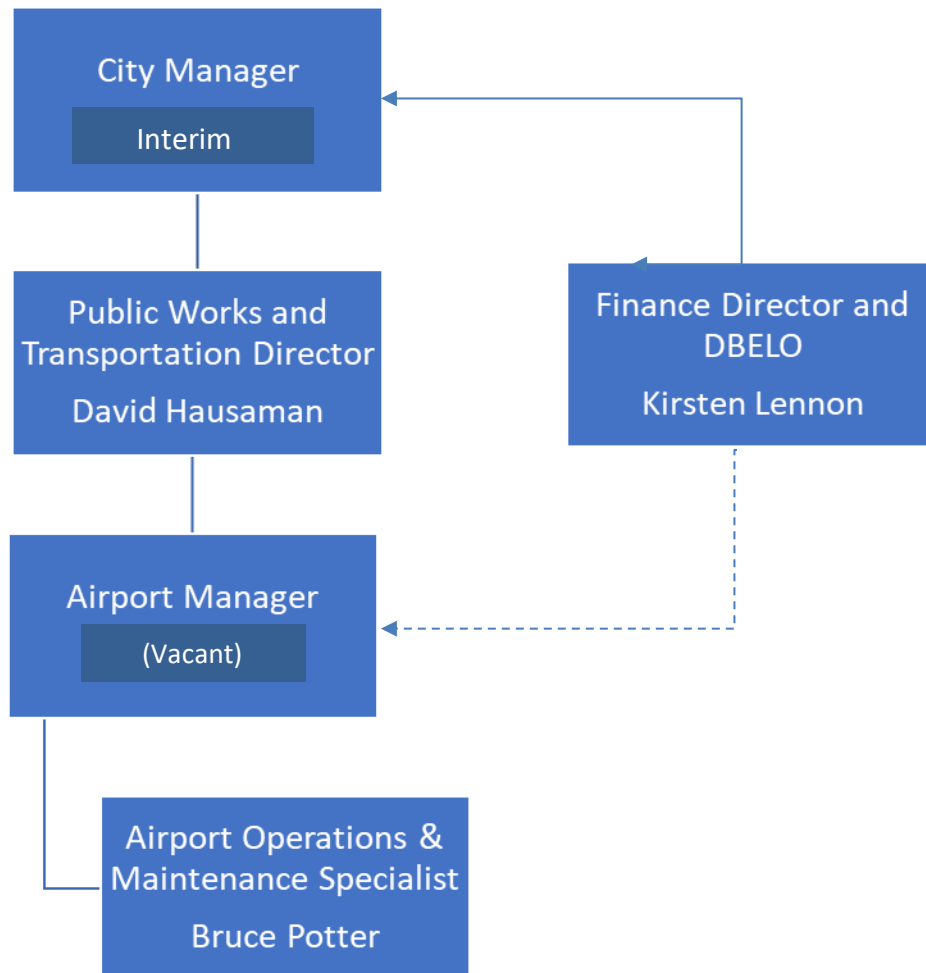 City Manager
Interim
Public Works and
Transportation Director
David Hausaman
Finance Director and
DBELO
Kirsten Lennon
Airport Manager
(Vacant)
Airport Operations &
Maintenance Specialist
Bruce Potter